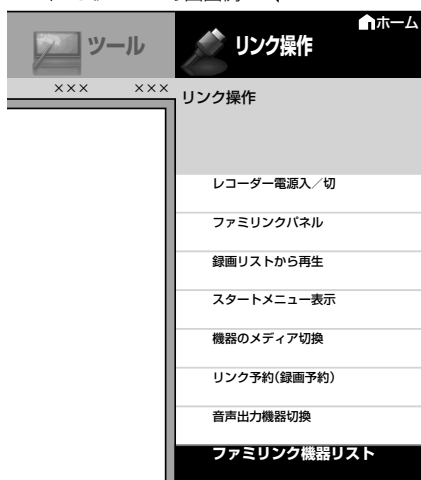 ホーム
ツール
リンク操作
××× ×××
リンク操作
レコーダー電源入／切
ファミリンクパネル
録画リストから再生
スタートメニュー表示
機器のメディア切換
リンク予約(録画予約)
音声出力機器切換
ファミリンク機器リスト